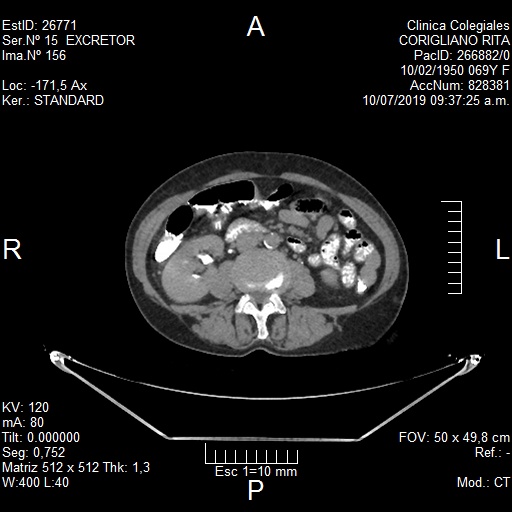 EstID: 26771
Ser.Nº 15 EXCRETOR
Ima.Nº 156
Loc: -171,5 Ax
Ker.: STANDARD
A
Clinica Colegiales
CORIGLIANO RITA
PacID: 266882/0
10/02/1950 069Y F
AccNum: 828381
10/07/2019 09:37:25 a.m.
R
L
KV: 120
mA: 80
Tilt: 0.000000
Seg: 0,752
Matriz 512 x 512 Thk: 1,3
W:400 L:40
Esc 1=10 mm
P
FOV: 50 x 49,8 cm
Ref.: -
Mod.: CT